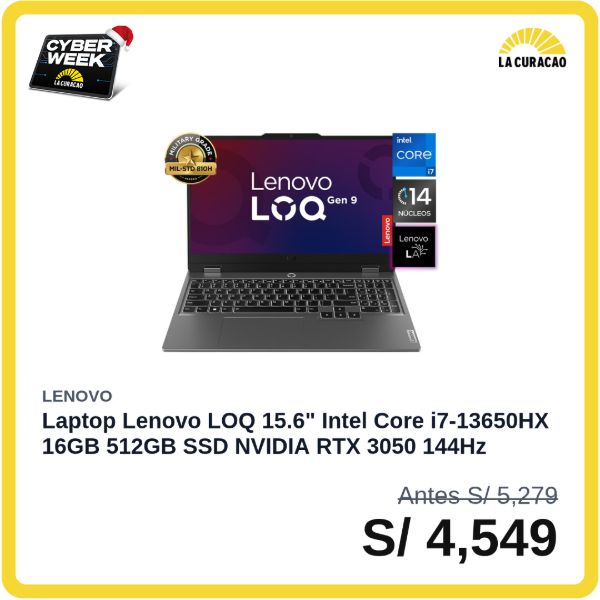 CYBER
WEEK
LA CURACAO
LA CURACAO
MILITARY GRADE
MIL-STD 810H
Lenovo
LOQ Gen 9
intel
CORE
i7
14
NÚCLEOS
Lenovo
Lenovo
LA
LENOVO
Laptop Lenovo LOQ 15.6" Intel Core i7-13650HX
16GB 512GB SSD NVIDIA RTX 3050 144Hz
Antes S/ 5,279
S/ 4,549